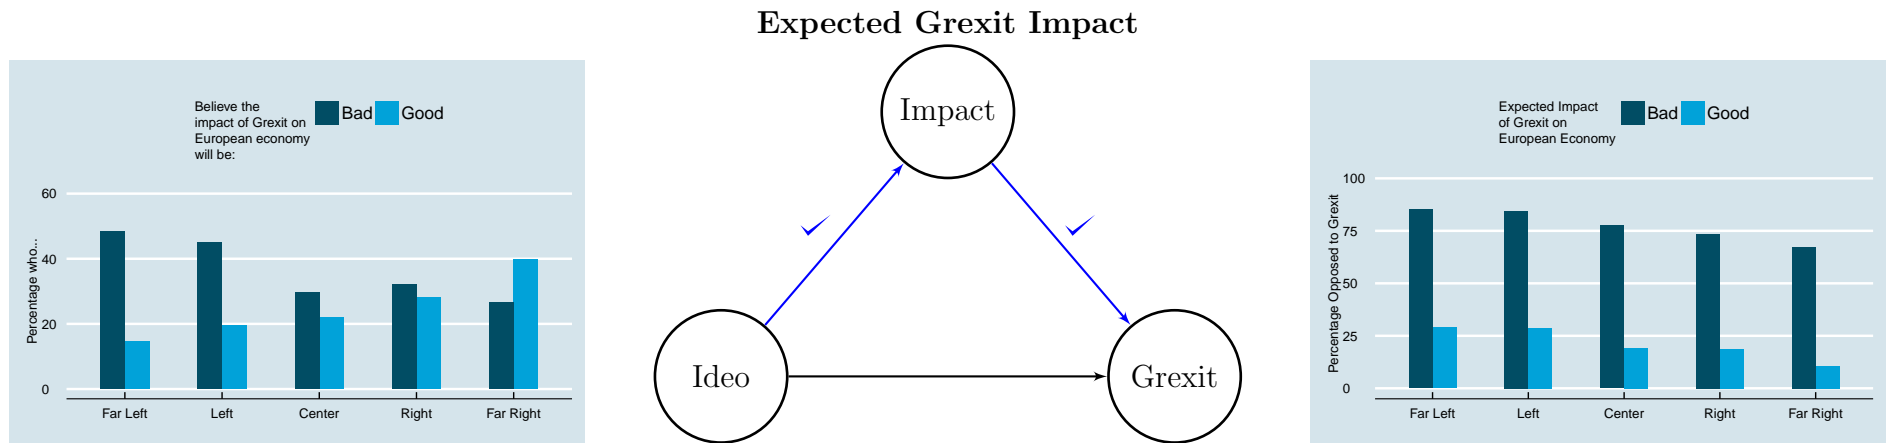 Expected Grexit Impact
Believe the
impact of Grexit on
European economy
will be:
Bad Good
Percentage who...
60
40
20
0
Far Left Left Center Right Far Right
Impact
Ideo
Grexit
Expected Impact
of Grexit on
European Economy
Bad Good
Percentage Opposed to Grexit
100
75
50
25
0
Far Left Left Center Right Far Right